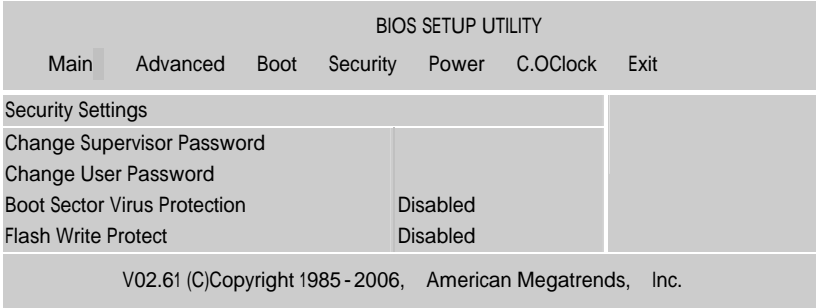 BIOS SETUP UTILITY
Main Advanced Boot Security Power C.OClock Exit
Security Settings
Change Supervisor Password
Change User Password
Boot Sector Virus Protection Disabled
Flash Write Protect Disabled
V02.61 (C)Copyright 1985-2006, American Megatrends, Inc.